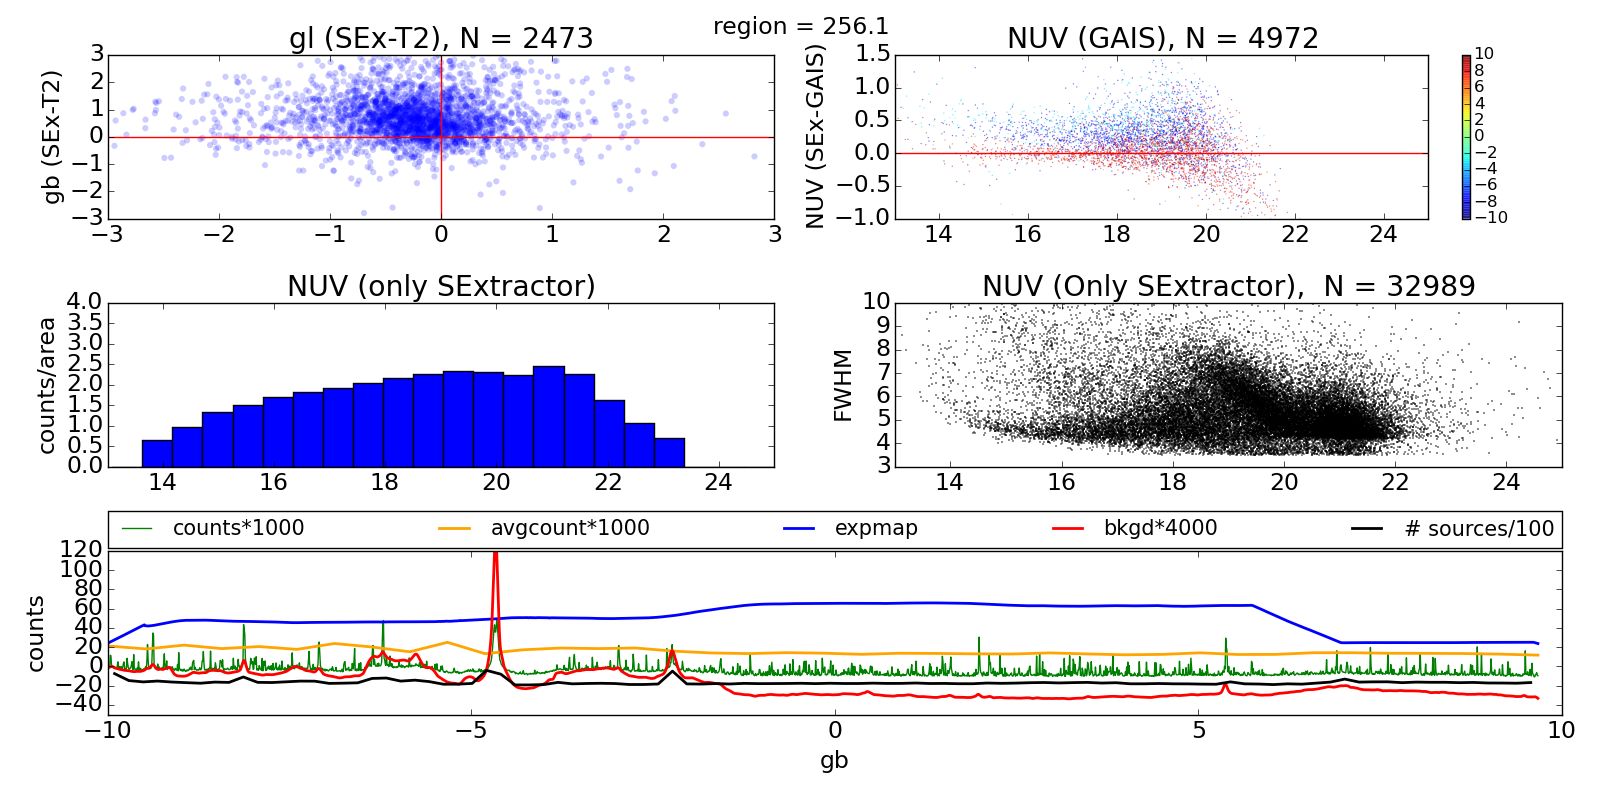 region = 256.1
gl (SEx-T2), N = 2473
gb (SEx-T2)
3
2
1
0
−1
−2
−3
−3 −2 −1 0 1 2 3
NUV (GAIS), N = 4972
NUV (SEx-GAIS)
1.5
1.0
0.5
0.0
−0.5
−1.0
14 16 18 20 22 24
10
8
6
4
2
0
−2
−4
−6
−8
−10
NUV (only SExtractor)
counts/area
4.0
3.5
3.0
2.5
2.0
1.5
1.0
0.5
0.0
14 16 18 20 22 24
NUV (Only SExtractor), N = 32989
FWHM
10
9
8
7
6
5
4
3
14 16 18 20 22 24
counts*1000 avgcount*1000 expmap bkgd*4000 # sources/100
counts
120
100
80
60
40
20
0
−20
−40
−10 −5 0 5 10
gb